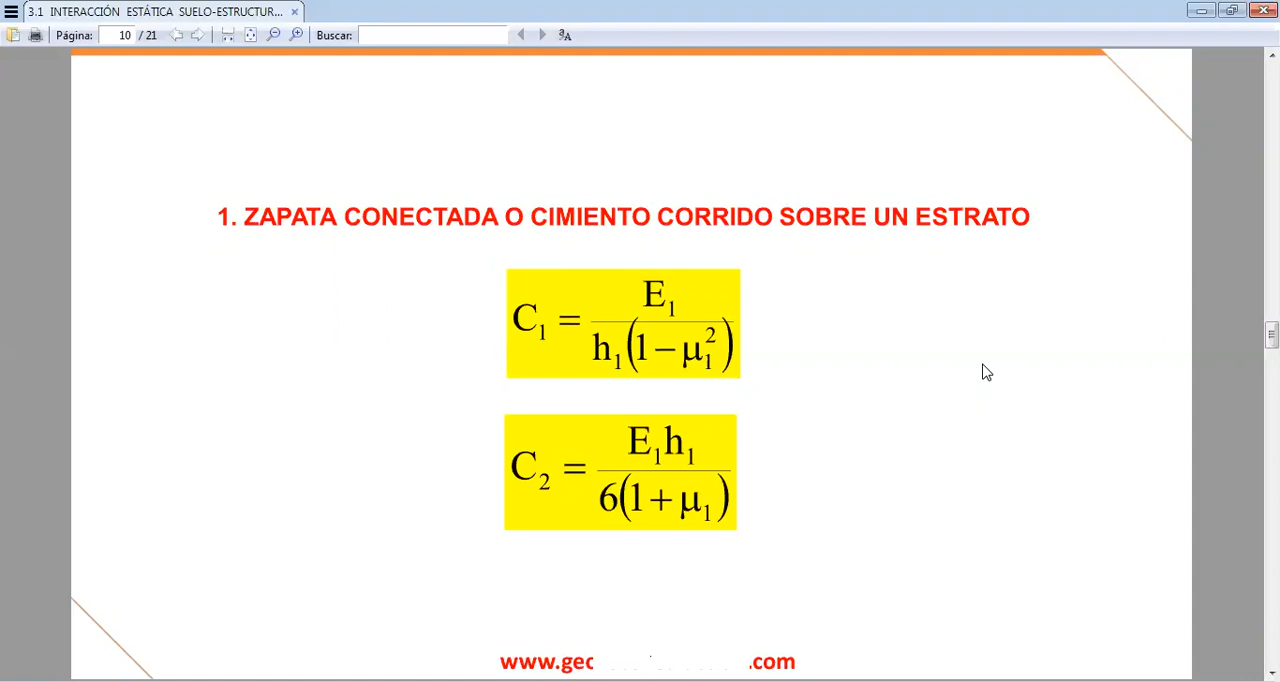 3.1 INTERACCIÓN ESTÁTICA SUELO-ESTRUCTUR...
Página: 10 / 21 Buscar:
1. ZAPATA CONECTADA O CIMIENTO CORRIDO SOBRE UN ESTRATO
C₁ = E₁ / h₁(1 − μ₁²)
C₂ = E₁h₁ / 6(1 + μ₁)